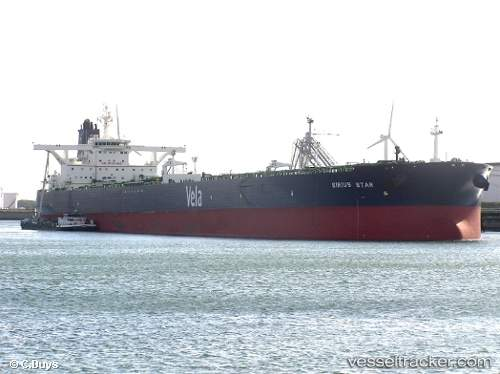 SIRIUS STAR
Vela
© C.Duys
vesseltracker.com